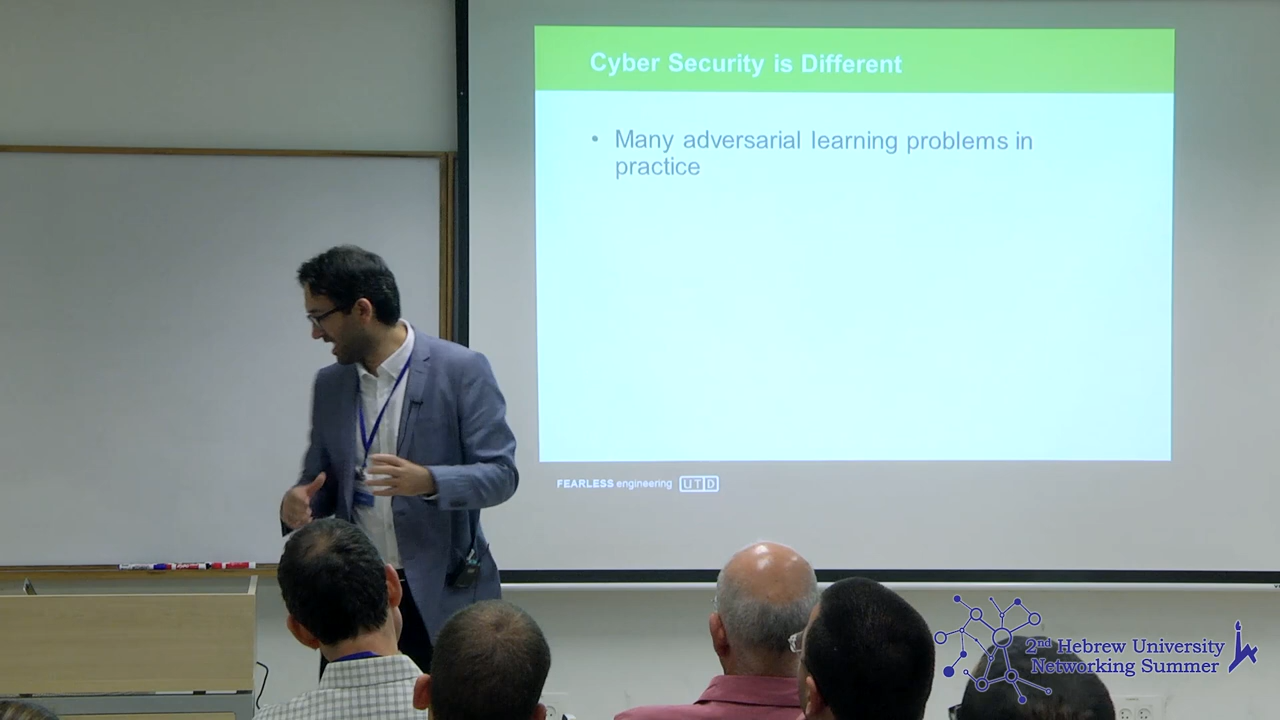 Cyber Security is Different
• Many adversarial learning problems in
practice
FEARLESS engineering UTD
2nd Hebrew University
Networking Summer